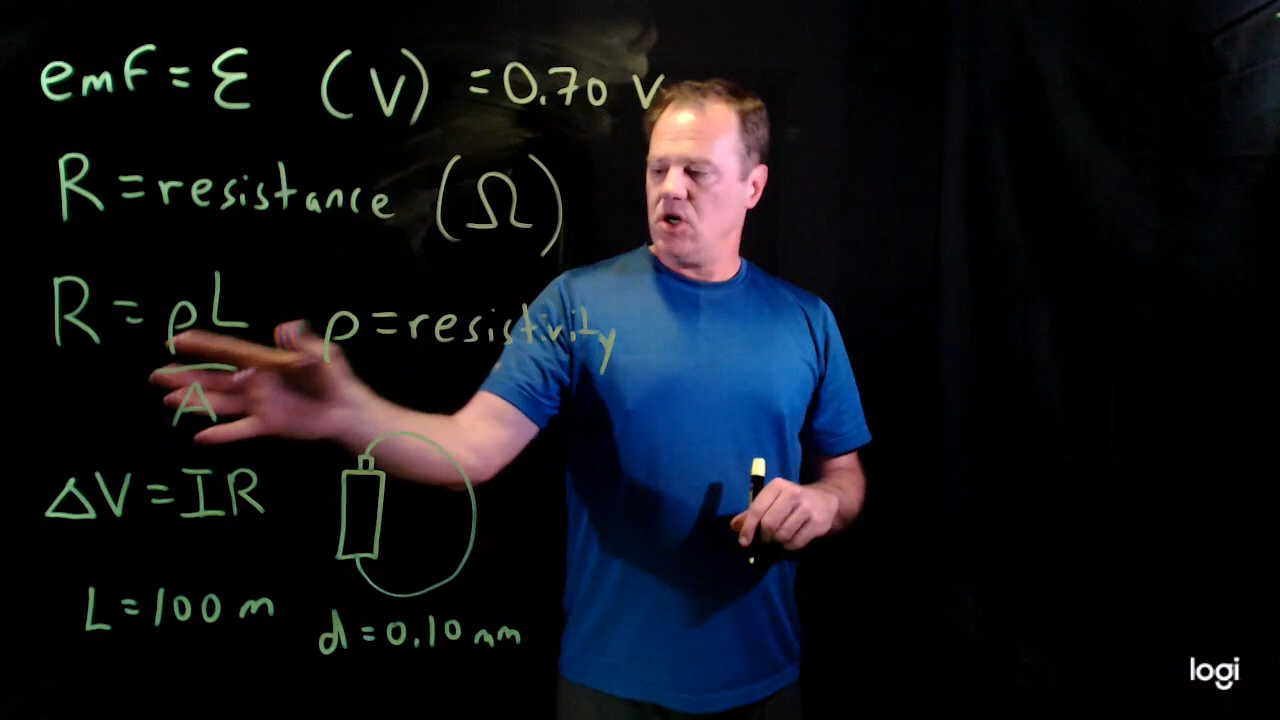 emf = Ɛ (V) = 0.70 V
R = resistance (Ω)
R = ρL / A ρ = resistivity
ΔV = IR
L = 100 m d = 0.10 mm
logi